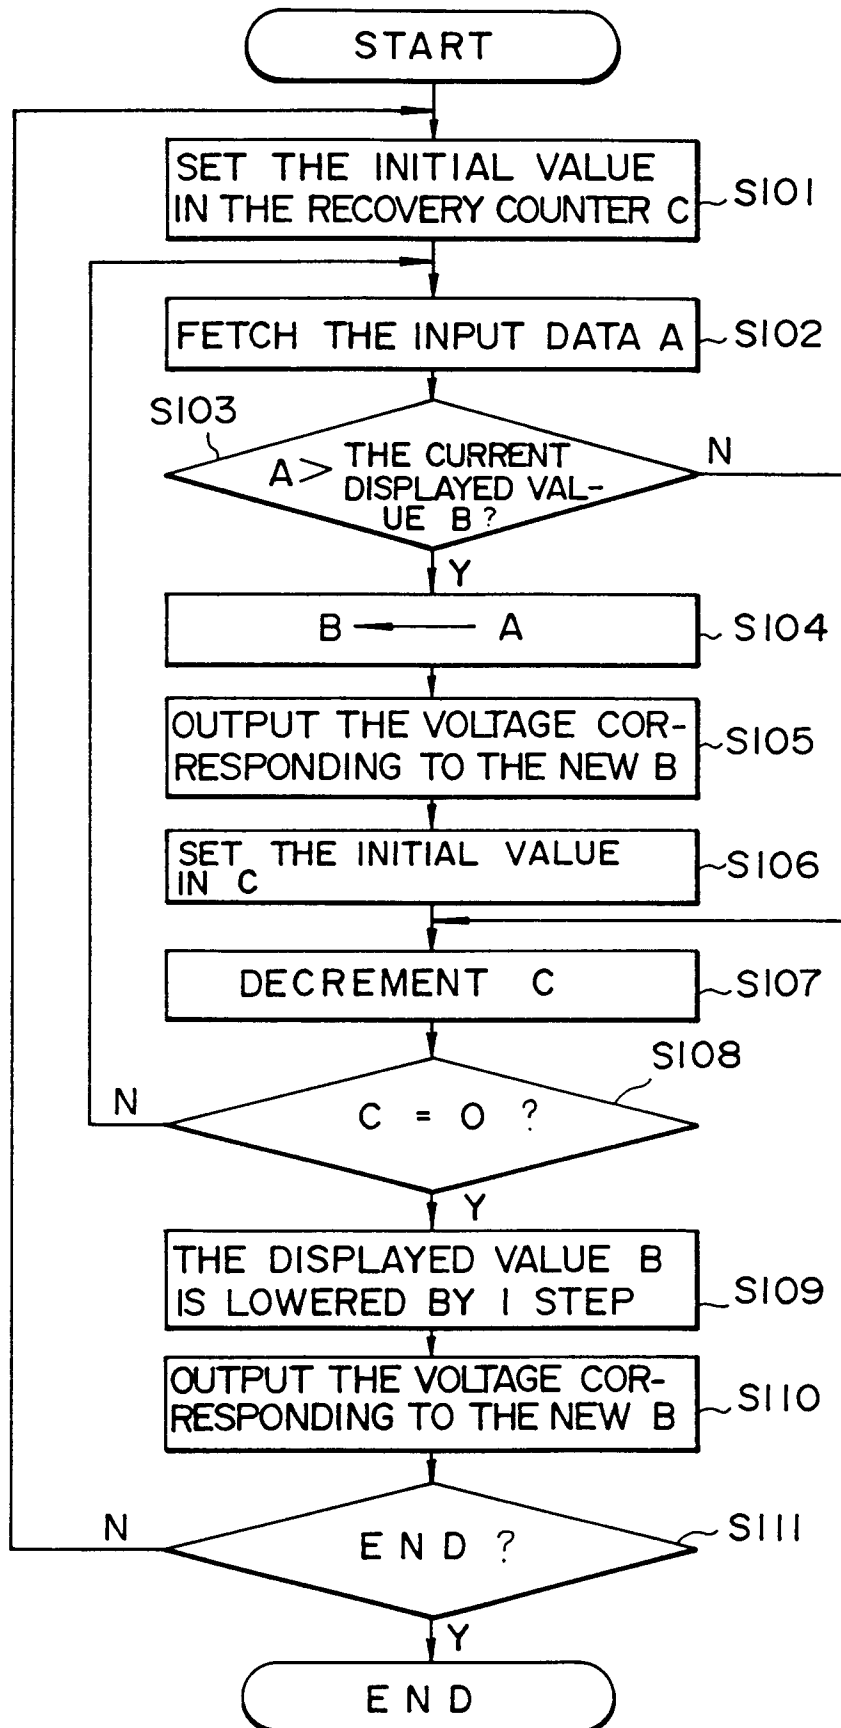 START
SET THE INITIAL VALUE
IN THE RECOVERY COUNTER C
S101
FETCH THE INPUT DATA A
S102
S103
A > THE CURRENT
DISPLAYED VAL-
UE B ?
N
Y
B ← A
S104
OUTPUT THE VOLTAGE COR-
RESPONDING TO THE NEW B
S105
SET THE INITIAL VALUE
IN C
S106
DECREMENT C
S107
S108
C = 0 ?
N
Y
THE DISPLAYED VALUE B
IS LOWERED BY 1 STEP
S109
OUTPUT THE VOLTAGE COR-
RESPONDING TO THE NEW B
S110
END ?
S111
N
Y
END